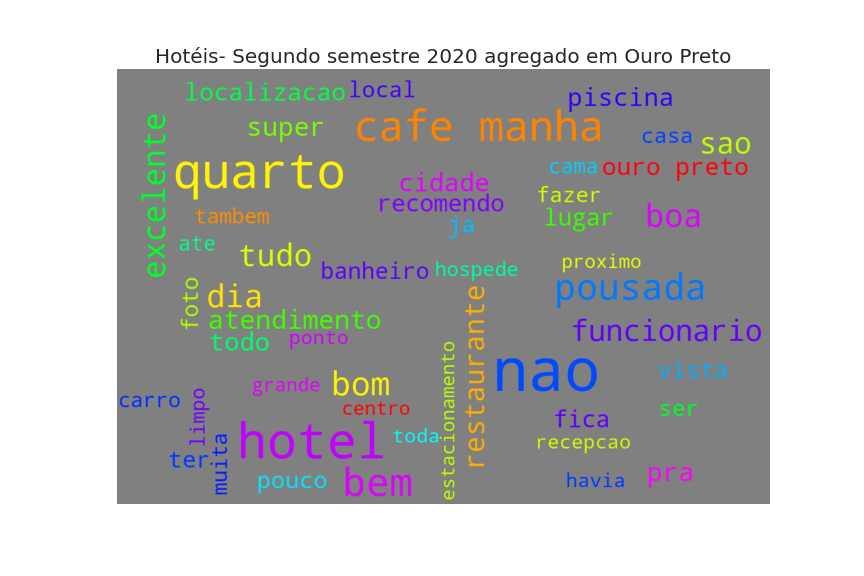 Hotéis- Segundo semestre 2020 agregado em Ouro Preto
localizacao
local
piscina
super
cafe manha
casa
sao
excelente
quarto
cama
ouro preto
cidade
fazer
recomendo
tambem
ja
lugar
boa
ate
tudo
banheiro
hospede
proximo
foto
dia
pousada
atendimento
restaurante
funcionario
todo
ponto
estacionamento
nao
vista
grande
bom
carro
limpo
centro
ser
hotel
toda
fica
recepcao
ter
muita
pouco
bem
havia
pra